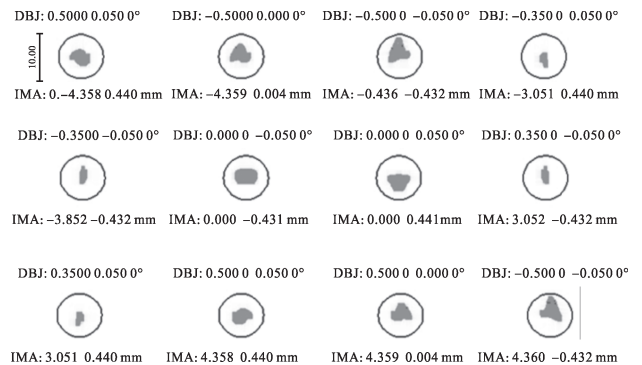 DBJ: 0.5000 0.050 0° DBJ: −0.5000 0.000 0° DBJ: −0.500 0 −0.050 0° DBJ: −0.350 0 0.050 0°
10.00
IMA: 0.−4.358 0.440 mm IMA: −4.359 0.004 mm IMA: −0.436 −0.432 mm IMA: −3.051 0.440 mm
DBJ: −0.3500 −0.050 0° DBJ: 0.000 0 −0.050 0° DBJ: 0.000 0 0.050 0° DBJ: 0.350 0 −0.050 0°
IMA: −3.852 −0.432 mm IMA: 0.000 −0.431 mm IMA: 0.000 0.441mm IMA: 3.052 −0.432 mm
DBJ: 0.3500 0.050 0° DBJ: 0.500 0 0.050 0° DBJ: 0.500 0 0.000 0° DBJ: −0.500 0 −0.050 0°
IMA: 3.051 0.440 mm IMA: 4.358 0.440 mm IMA: 4.359 0.004 mm IMA: 4.360 −0.432 mm